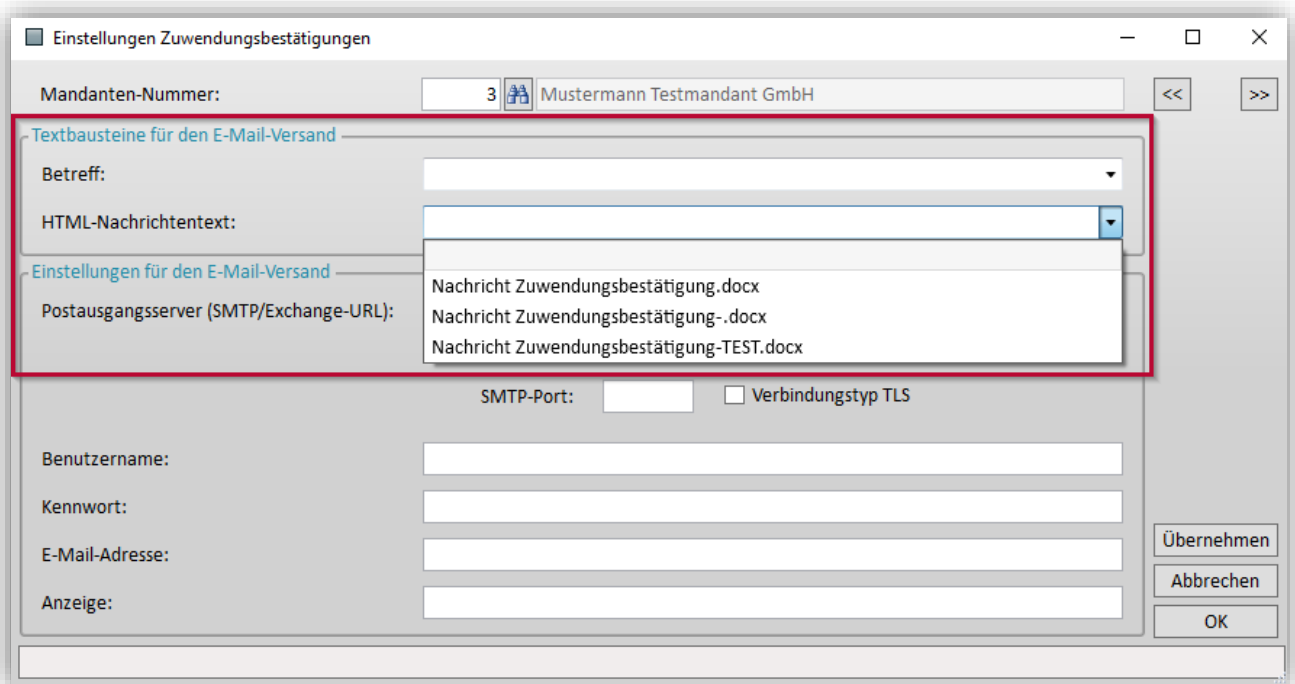 Einstellungen Zuwendungsbestätigungen
Mandanten-Nummer: 3 Mustermann Testmandant GmbH << >>
Textbausteine für den E-Mail-Versand
Betreff:
HTML-Nachrichtentext:
Einstellungen für den E-Mail-Versand
Nachricht Zuwendungsbestätigung.docx
Postausgangsserver (SMTP/Exchange-URL):
Nachricht Zuwendungsbestätigung-.docx
Nachricht Zuwendungsbestätigung-TEST.docx
SMTP-Port: Verbindungstyp TLS
Benutzername:
Kennwort:
E-Mail-Adresse:
Anzeige:
Übernehmen
Abbrechen
OK